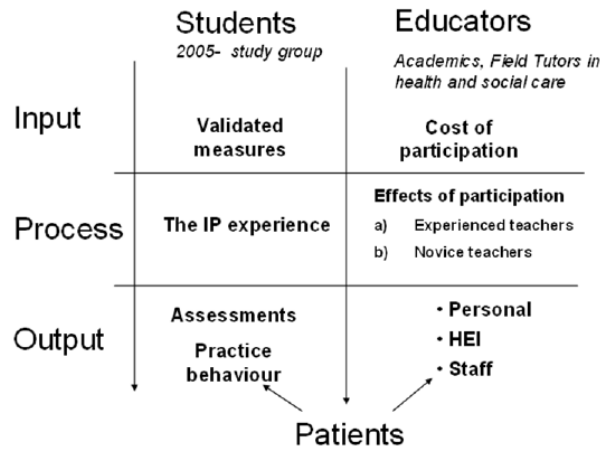 Students
2005- study group
Educators
Academics, Field Tutors in
health and social care
Input
Validated
measures
Cost of
participation
Process
The IP experience
Effects of participation
a) Experienced teachers
b) Novice teachers
Output
Assessments
Practice
behaviour
• Personal
• HEI
• Staff
Patients